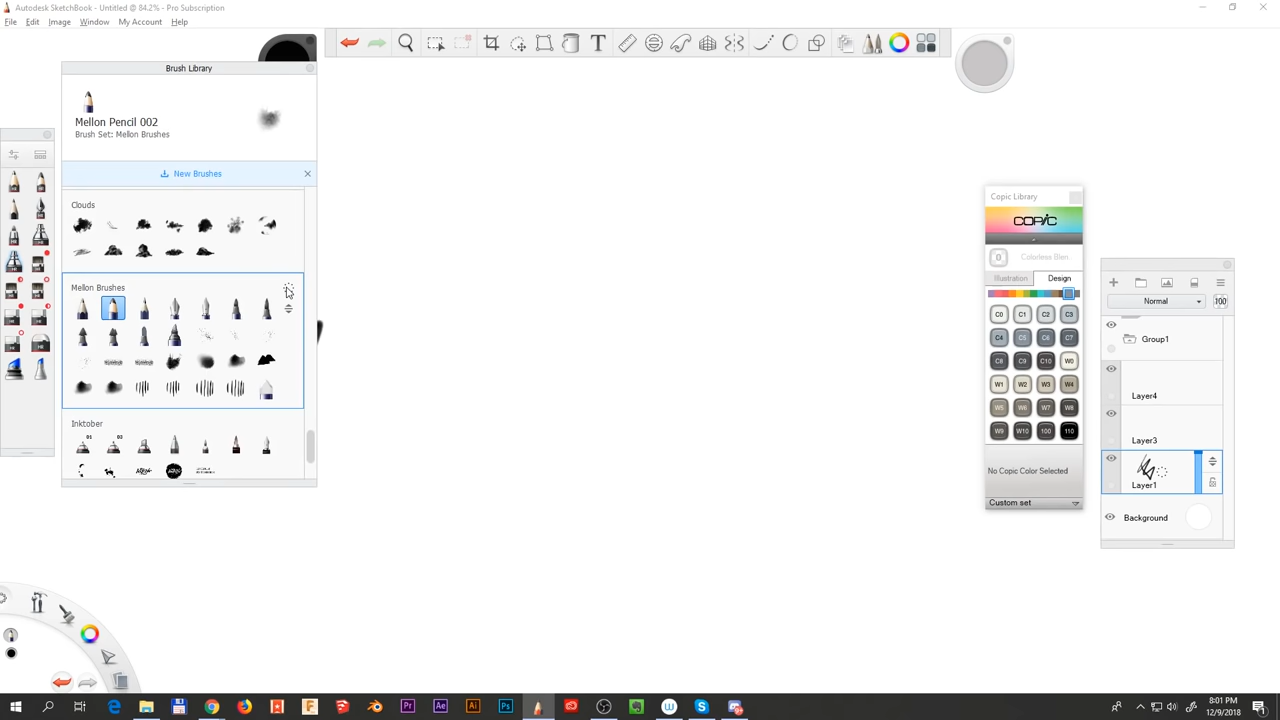 Autodesk SketchBook - Untitled @ 84.2% - Pro Subscription
File Edit Image Window My Account Help
Brush Library
Mellon Pencil 002
Brush Set: Mellon Brushes
New Brushes
Clouds
Mellon Brushes
Inktober
01 03
Copic Library
COPIC
0 Colorless Blen
Illustration Design
C0 C1 C2 C3
C4 C5 C6 C7
C8 C9 C10 W0
W1 W2 W3 W4
W5 W6 W7 W8
W9 W10 100 110
No Copic Color Selected
Custom set
Normal 100
Group1
Layer4
Layer3
Layer1
Background
8:01 PM
12/9/2018